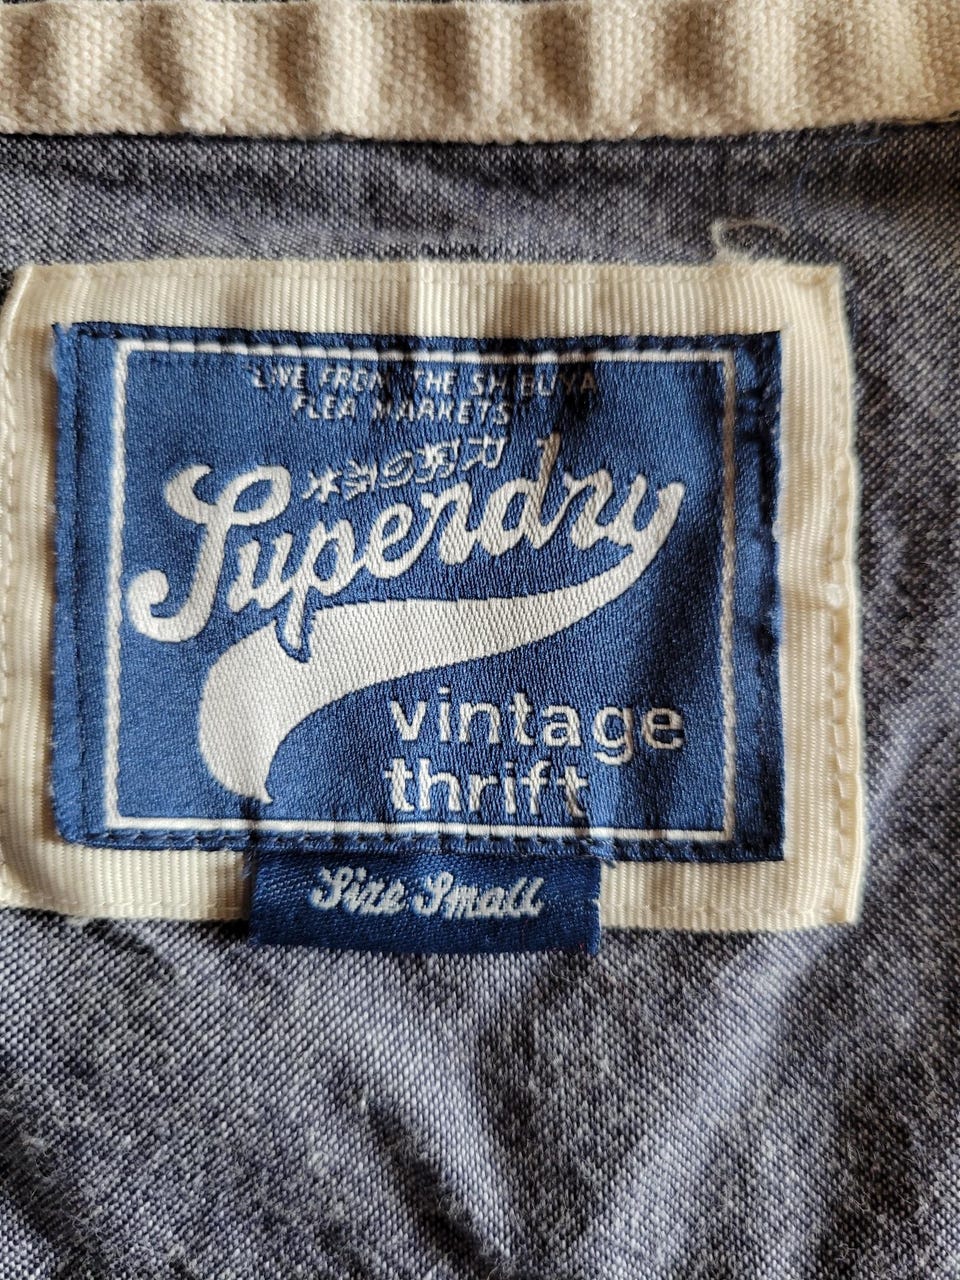 LIVE FROM THE SHIBUYA
FLEA MARKETS
Superdry
vintage
thrift
Size Small